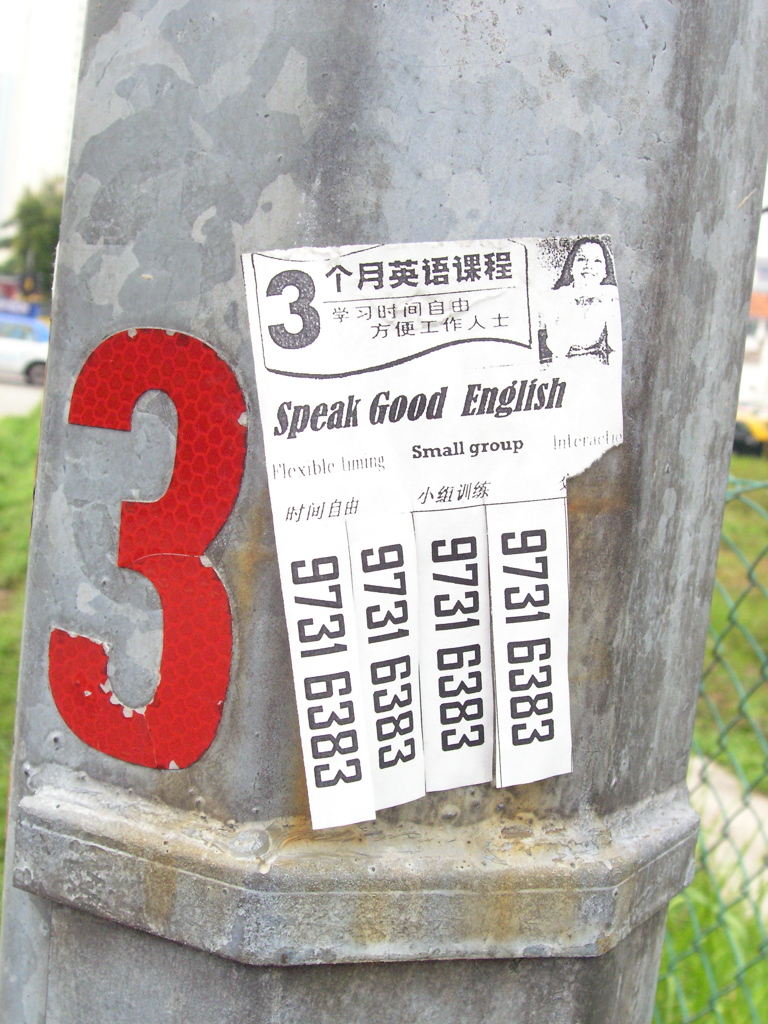 3
3个月英语课程
学习时间自由
方便工作人士
Speak Good English
Flexible timing Small group
时间自由 小组训练
9731 6383
9731 6383
9731 6383
9731 6383